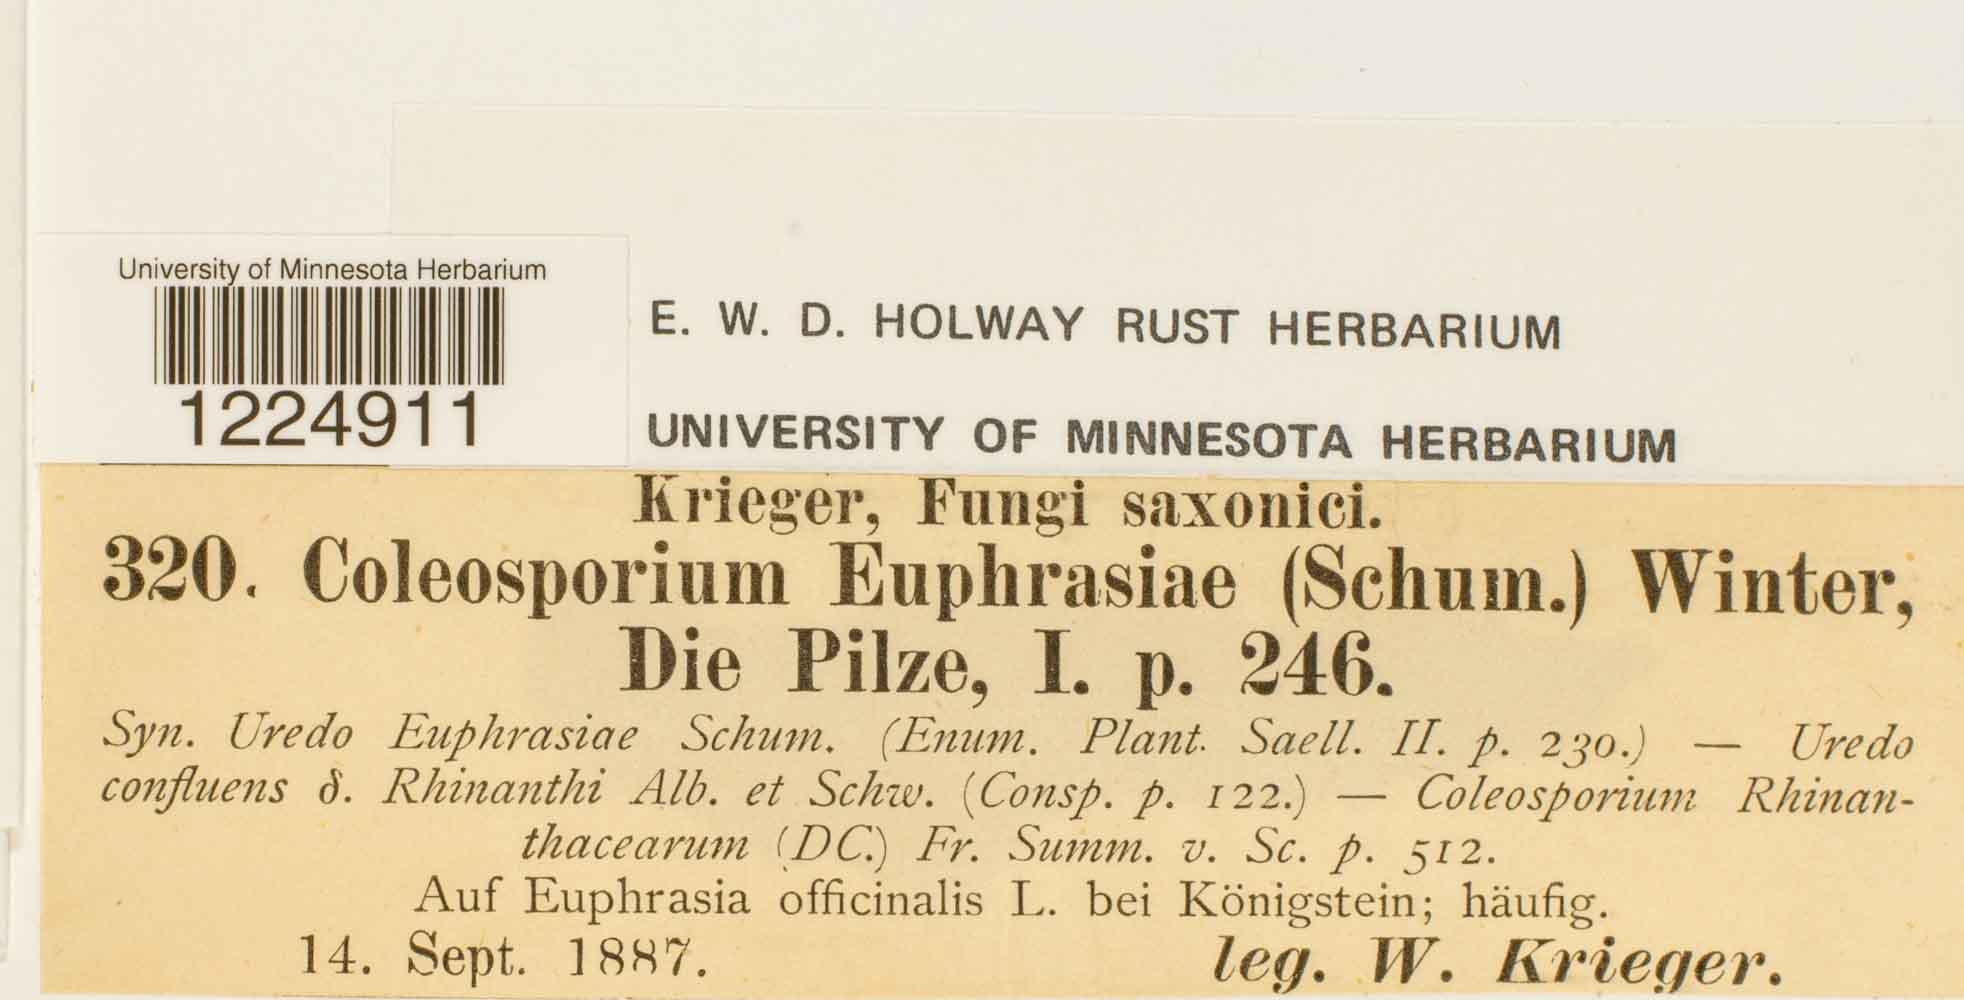 University of Minnesota Herbarium
1224911
E. W. D. HOLWAY RUST HERBARIUM
UNIVERSITY OF MINNESOTA HERBARIUM
Krieger, Fungi saxonici.
320. Coleosporium Euphrasiae (Schum.) Winter,
Die Pilze, I. p. 246.
Syn. Uredo Euphrasiae Schum. (Enum. Plant. Saell. II. p. 230.) — Uredo
confluens δ. Rhinanthi Alb. et Schw. (Consp. p. 122.) — Coleosporium Rhinan-
thacearum (DC.) Fr. Summ. v. Sc. p. 512.
Auf Euphrasia officinalis L. bei Königstein; häufig.
14. Sept. 1887.
leg. W. Krieger.